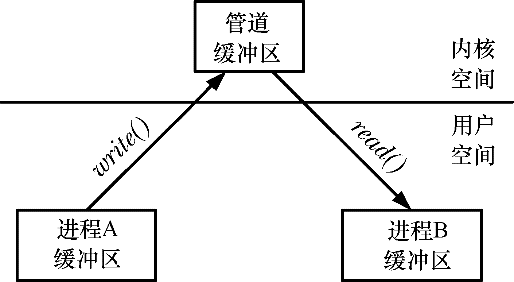 管道
缓冲区
内核
空间
用户
空间
write()
read()
进程A
缓冲区
进程B
缓冲区